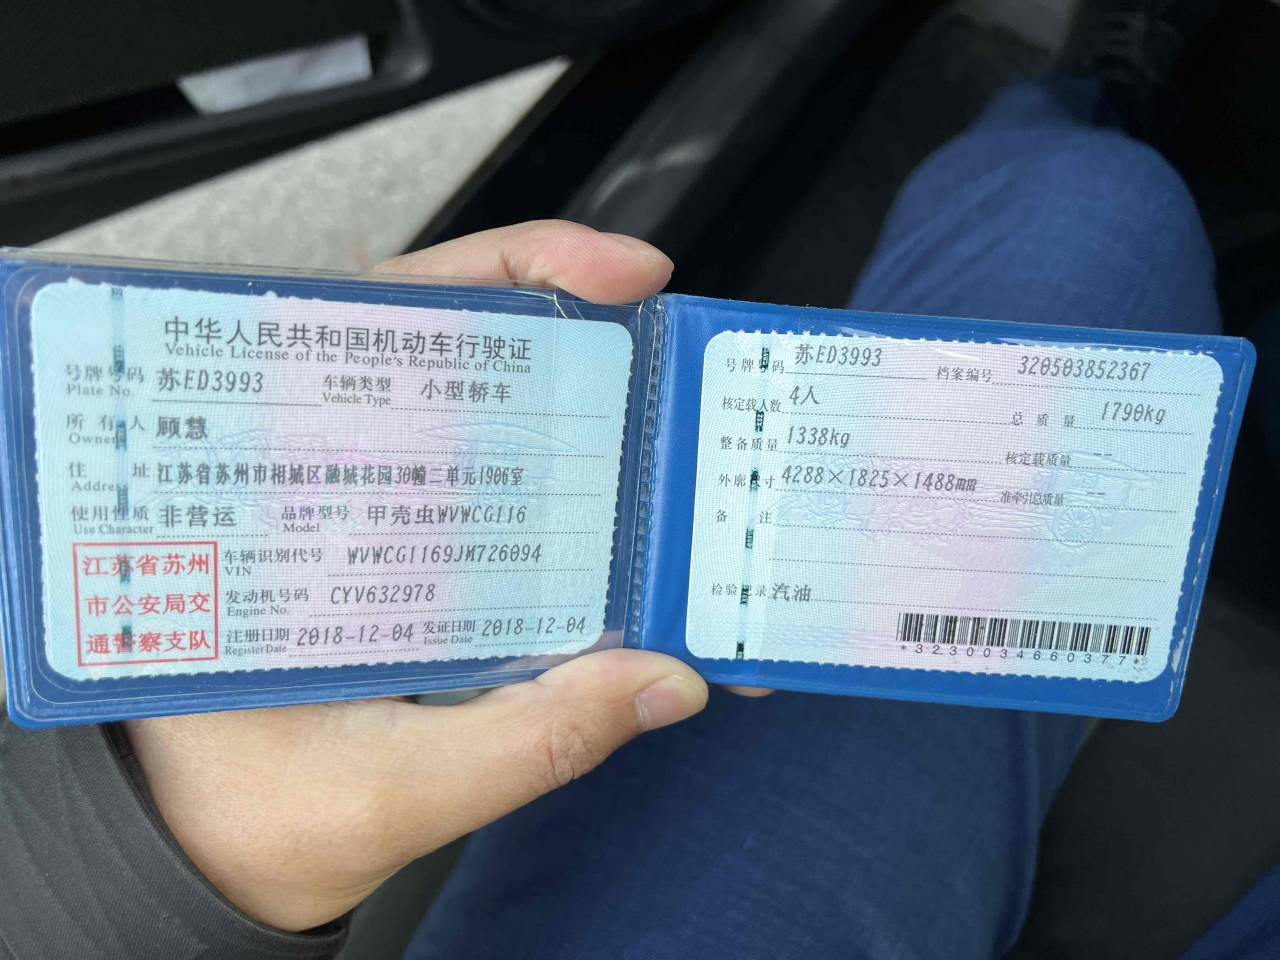 中华人民共和国机动车行驶证
Vehicle License of the People's Republic of China
号牌号码 苏ED3993 车辆类型 小型轿车
Plate No. Vehicle Type
所有人 顾慧
Owner
住址 江苏省苏州市相城区融城花园30幢二单元1906室
Address
使用性质 非营运 品牌型号 甲壳虫WVWCG116
Use Character Model
江苏省苏州
市公安局交
通警察支队
车辆识别代号 WVWCG1169JM726094
VIN
发动机号码 CYV632978
Engine No.
注册日期 2018-12-04 发证日期 2018-12-04
Register Date Issue Date
号牌号码 苏ED3993 档案编号 320503852367
核定载人数 4人 总质量 1790kg
整备质量 1338kg 核定载质量 --
外廓尺寸 4288×1825×1488mm 准牵引总质量 --
备注
检验记录 汽油
*3230034660377*